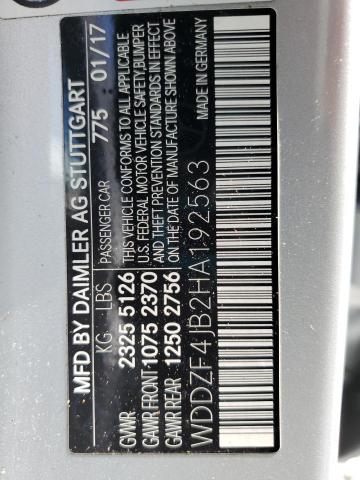 MFD BY DAIMLER AG STUTTGART
KG LBS PASSENGER CAR 775 01/17
GVWR 2325 5126 THIS VEHICLE CONFORMS TO ALL APPLICABLE
GAWR FRONT 1075 2370 U.S. FEDERAL MOTOR VEHICLE SAFETY,BUMPER
GAWR REAR 1250 2756 AND THEFT PREVENTION STANDARDS IN EFFECT
ON THE DATE OF MANUFACTURE SHOWN ABOVE
WDDZF4JB2HA192563 MADE IN GERMANY